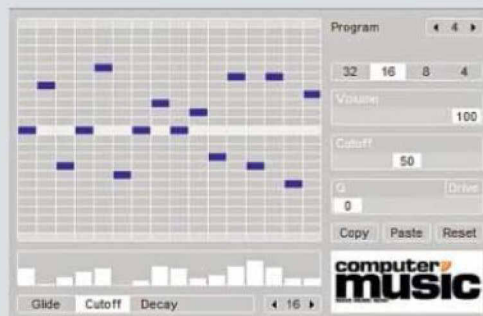 Program 4
32 16 8 4
Volume
100
Cutoff
50
Q Drive
0
Copy Paste Reset
computer
music
Glide Cutoff Decay 16